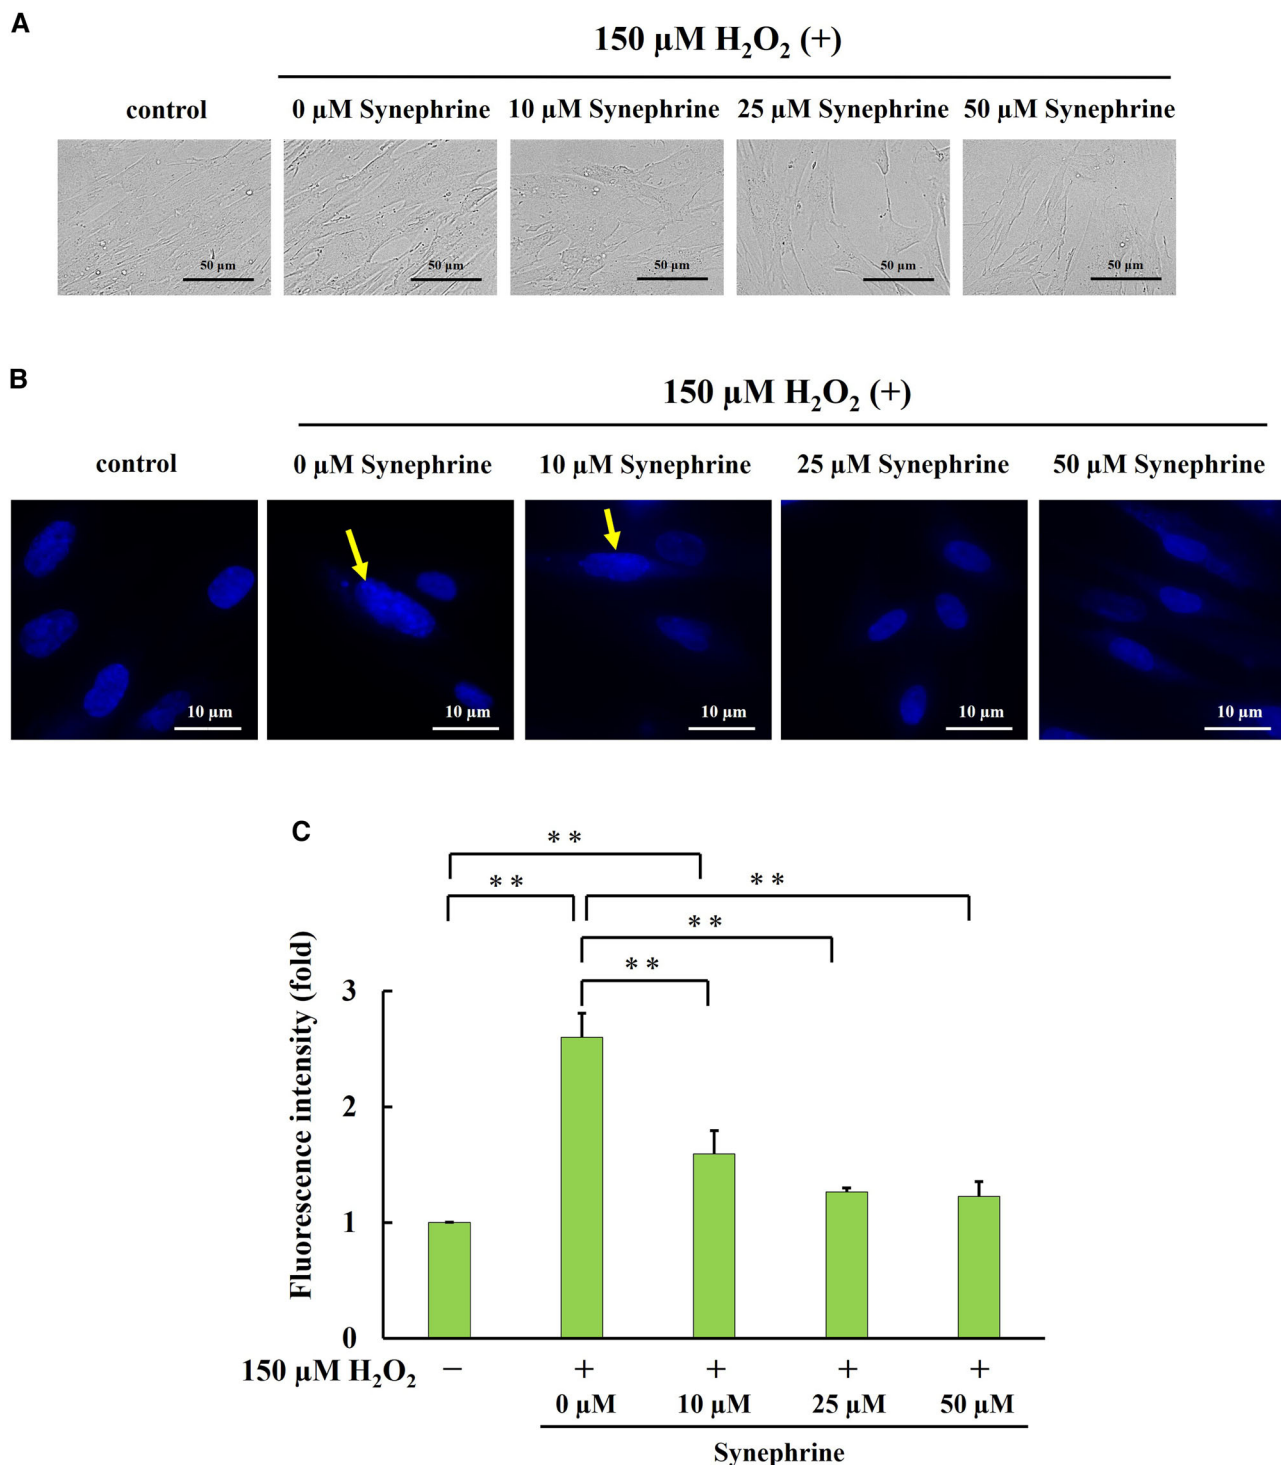 A
150 μM H₂O₂ (+)
control
0 μM Synephrine
10 μM Synephrine
25 μM Synephrine
50 μM Synephrine
50 μm
50 μm
50 μm
50 μm
50 μm
B
150 μM H₂O₂ (+)
control
0 μM Synephrine
10 μM Synephrine
25 μM Synephrine
50 μM Synephrine
10 μm
10 μm
10 μm
10 μm
10 μm
C
**
**
**
**
**
Fluorescence intensity (fold)
3
2
1
0
150 μM H₂O₂
− + + + +
0 μM 10 μM 25 μM 50 μM
Synephrine